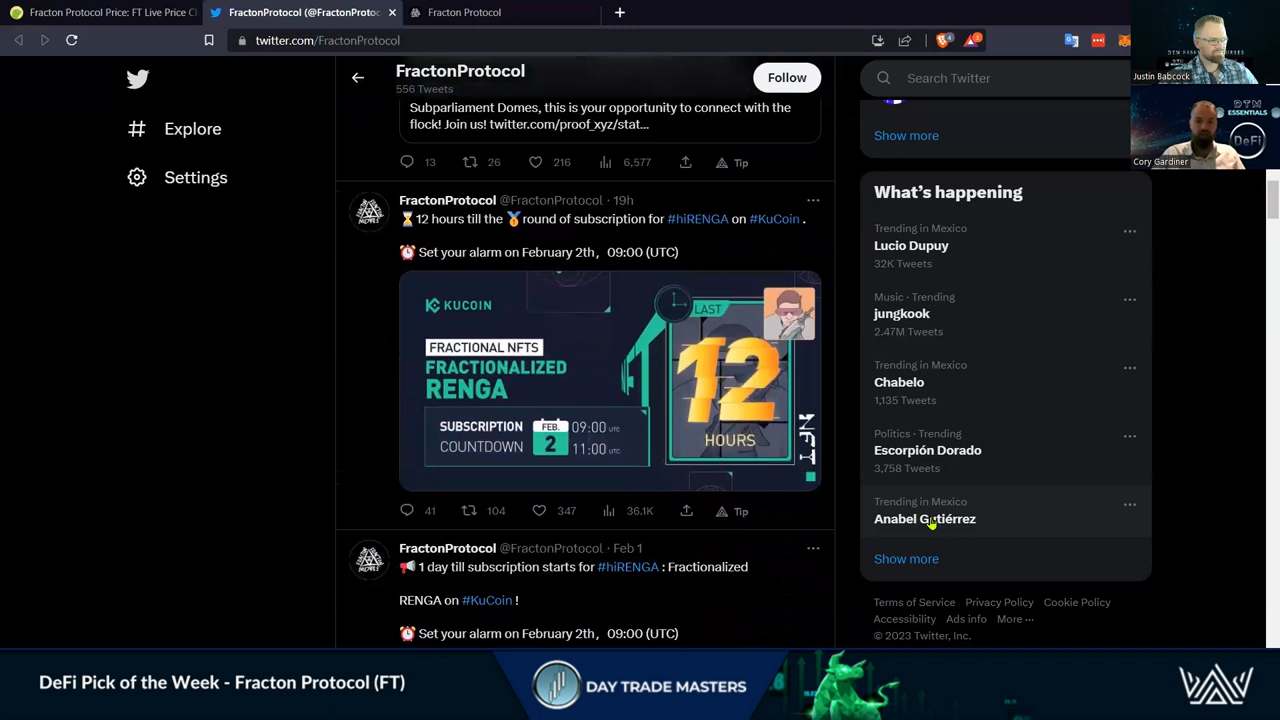 Fracton Protocol Price: FT Live Price C
FractonProtocol (@FractonProto
Fracton Protocol
twitter.com/FractonProtocol
4
3
Justin Babcock
DTM
ESSENTIALS
DeFi
Cory Gardiner
Explore
Settings
FractonProtocol
556 Tweets
Follow
Subparliament Domes, this is your opportunity to connect with the
flock! Join us! twitter.com/proof_xyz/stat...
13
26
216
6,577
Tip
FractonProtocol @FractonProtocol · 19h
⏳12 hours till the 🥇round of subscription for #hiRENGA on #KuCoin .
⏰ Set your alarm on February 2th，09:00 (UTC)
KUCOIN
FRACTIONAL NFTS
FRACTIONALIZED
RENGA
SUBSCRIPTION
COUNTDOWN
FEB.
2
09:00 UTC
11:00 UTC
LAST
12
HOURS
NFT
41
104
347
36.1K
Tip
FractonProtocol @FractonProtocol · Feb 1
📢 1 day till subscription starts for #hiRENGA : Fractionalized
RENGA on #KuCoin !
⏰ Set your alarm on February 2th，09:00 (UTC)
Search Twitter
Show more
What's happening
Trending in Mexico
Lucio Dupuy
32K Tweets
Music · Trending
jungkook
2.47M Tweets
Trending in Mexico
Chabelo
1,135 Tweets
Politics · Trending
Escorpión Dorado
3,758 Tweets
Trending in Mexico
Anabel Gutiérrez
Show more
Terms of Service Privacy Policy Cookie Policy
Accessibility Ads info More ···
© 2023 Twitter, Inc.
DeFi Pick of the Week - Fracton Protocol (FT)
DAY TRADE MASTERS